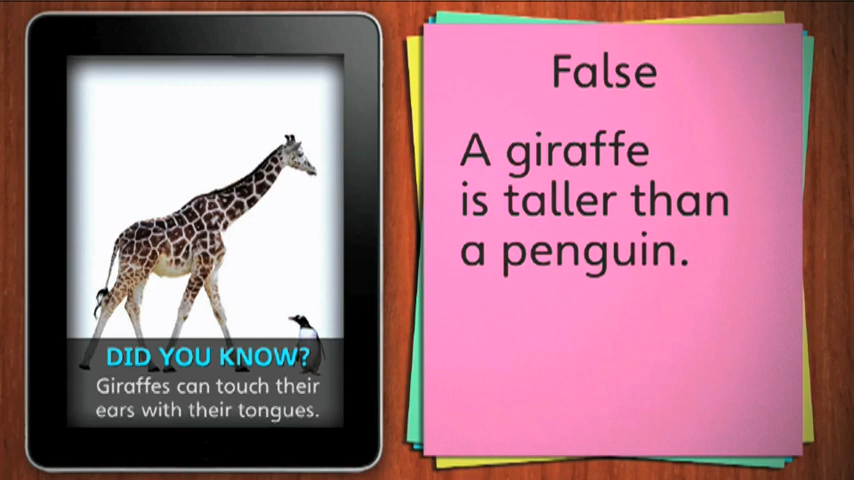 DID YOU KNOW?
Giraffes can touch their
ears with their tongues.
False
A giraffe
is taller than
a penguin.